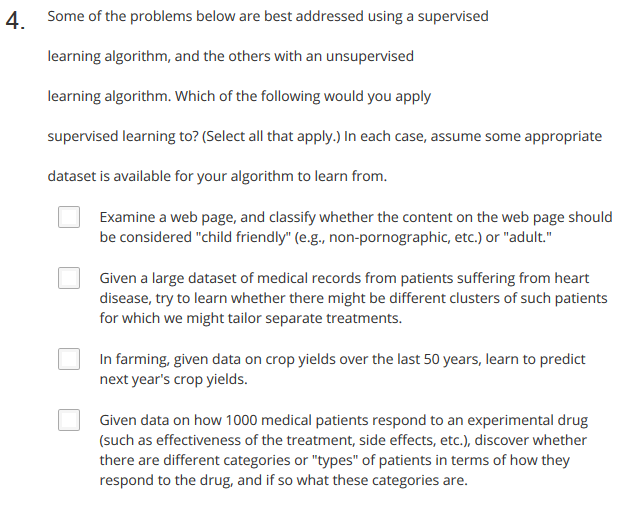 4. Some of the problems below are best addressed using a supervised
learning algorithm, and the others with an unsupervised
learning algorithm. Which of the following would you apply
supervised learning to? (Select all that apply.) In each case, assume some appropriate
dataset is available for your algorithm to learn from.
Examine a web page, and classify whether the content on the web page should
be considered "child friendly" (e.g., non-pornographic, etc.) or "adult."
Given a large dataset of medical records from patients suffering from heart
disease, try to learn whether there might be different clusters of such patients
for which we might tailor separate treatments.
In farming, given data on crop yields over the last 50 years, learn to predict
next year's crop yields.
Given data on how 1000 medical patients respond to an experimental drug
(such as effectiveness of the treatment, side effects, etc.), discover whether
there are different categories or "types" of patients in terms of how they
respond to the drug, and if so what these categories are.